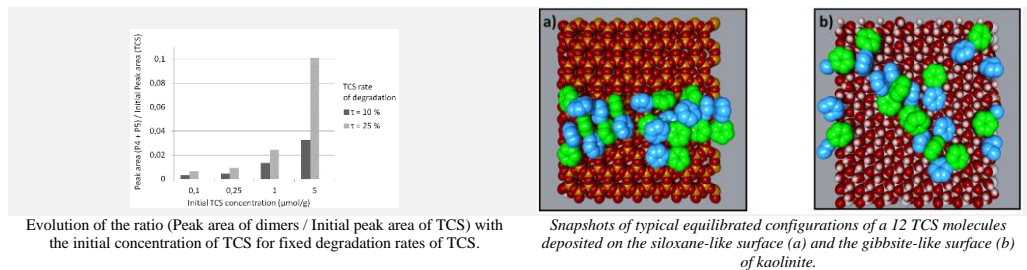 Peak area (P4 + P5) / Initial Peak area (TCS)
0,1
0,08
0,06
0,04
0,02
0
0,1 0,25 1 5
Initial TCS concentration (µmol/g)
TCS rate
of degradation
τ = 10 %
τ = 25 %
a)
b)
Evolution of the ratio (Peak area of dimers / Initial peak area of TCS) with
the initial concentration of TCS for fixed degradation rates of TCS.
Snapshots of typical equilibrated configurations of a 12 TCS molecules
deposited on the siloxane-like surface (a) and the gibbsite-like surface (b)
of kaolinite.